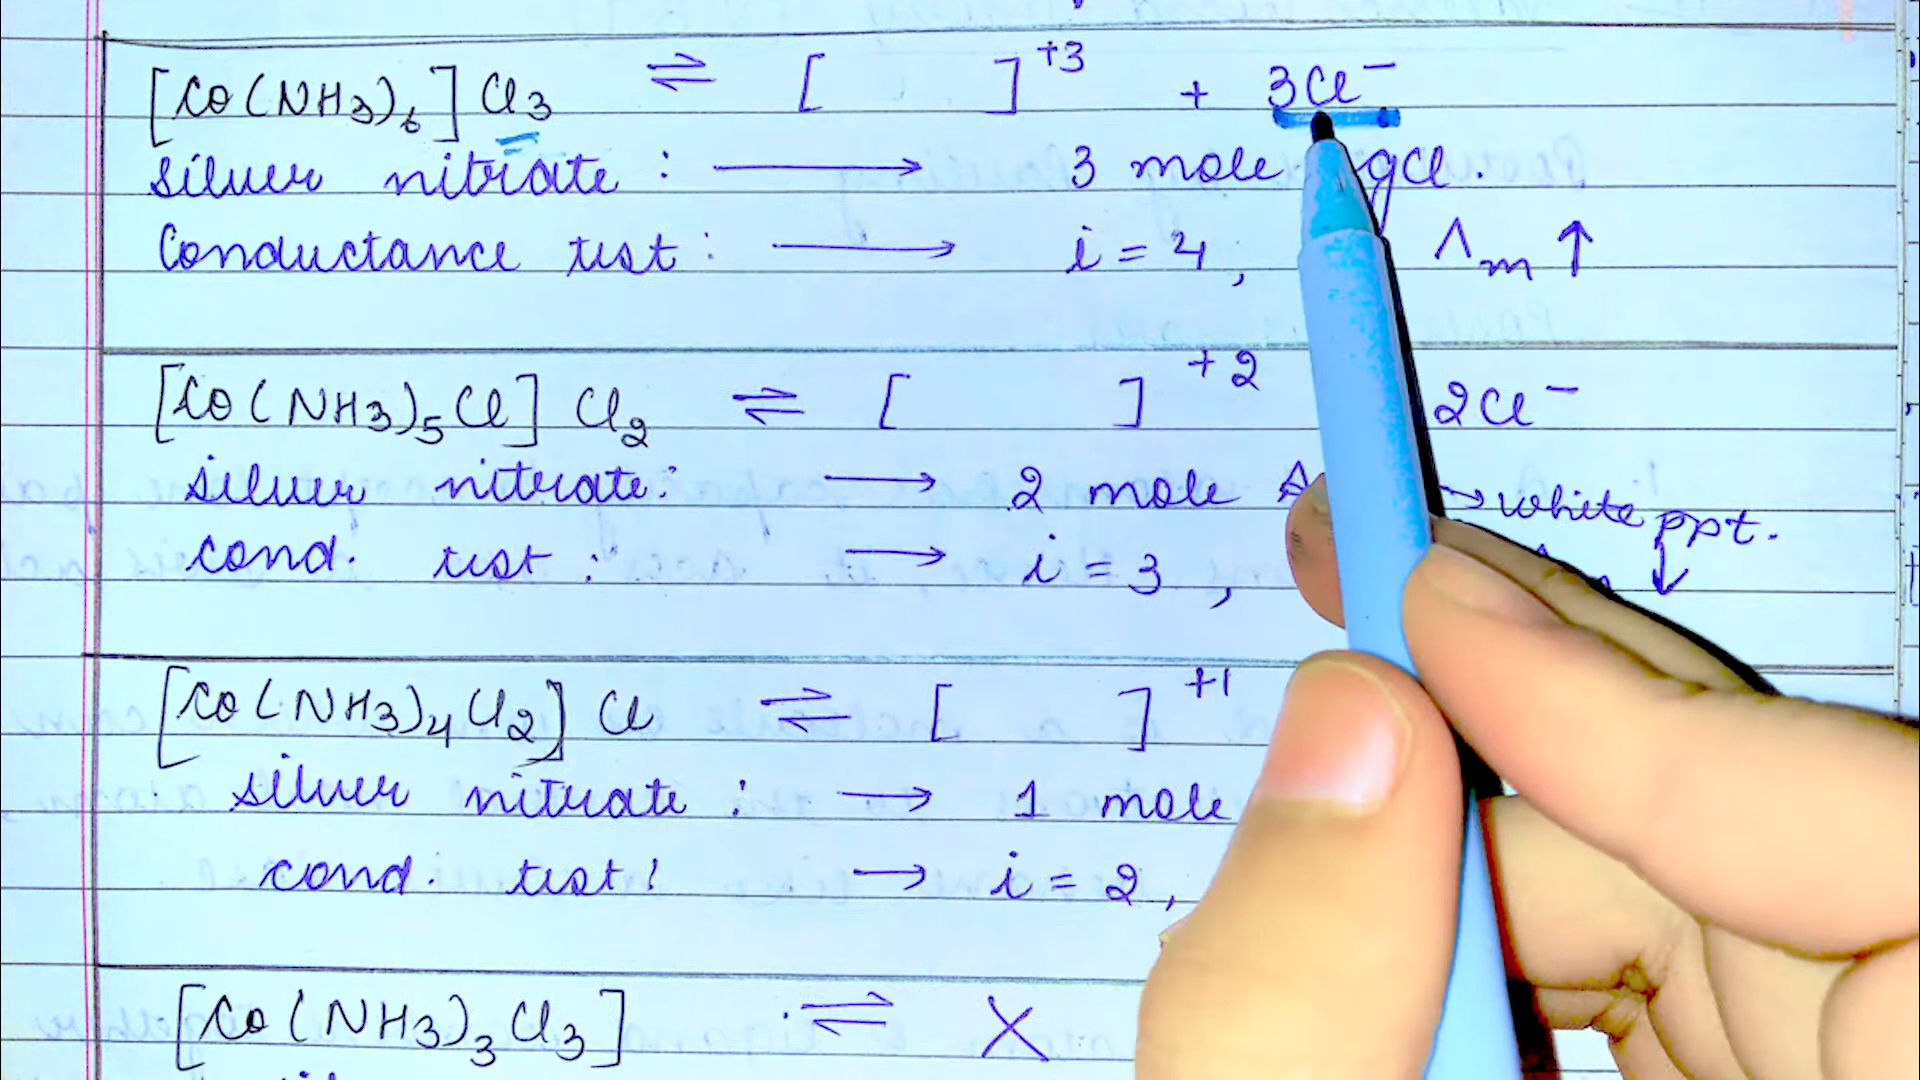 [Co(NH3)6] Cl3 ⇌ [ ]+3 + 3Cl−
silver nitrate : → 3 mole gcl.
Conductance test : → i = 4, Λm ↑
[Co(NH3)5Cl] Cl2 ⇌ [ ]+2 2Cl−
silver nitrate: → 2 mole A → white ppt.
cond. test : → i = 3, ↓
[Co(NH3)4Cl2] Cl ⇌ [ ]+1
silver nitrate : → 1 mole
cond. test: → i = 2,
[Co(NH3)3Cl3] ⇌ X